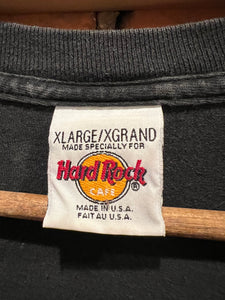 XLARGE/XGRAND
MADE SPECIALLY FOR
Hard Rock ®
CAFE
MADE IN U.S.A.
FAIT AU U.S.A.